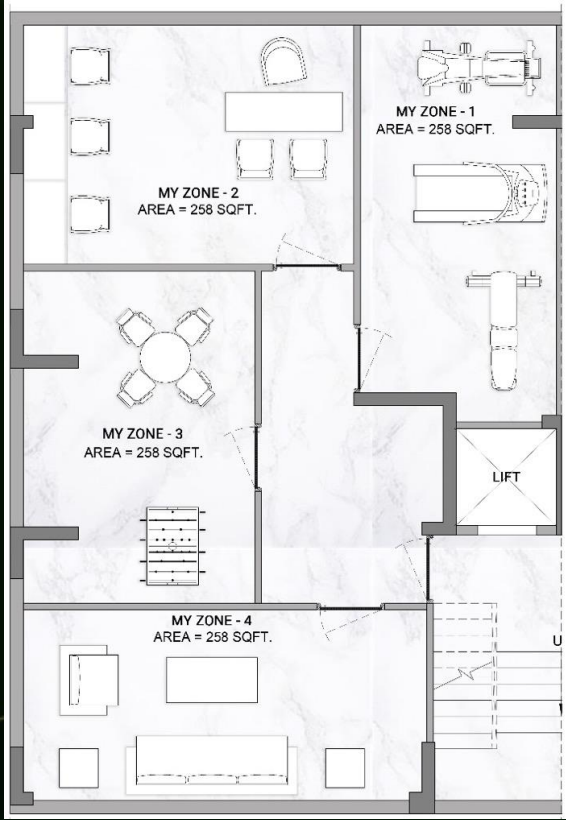 MY ZONE - 1
AREA = 258 SQFT.
MY ZONE - 2
AREA = 258 SQFT.
MY ZONE - 3
AREA = 258 SQFT.
LIFT
MY ZONE - 4
AREA = 258 SQFT.
U